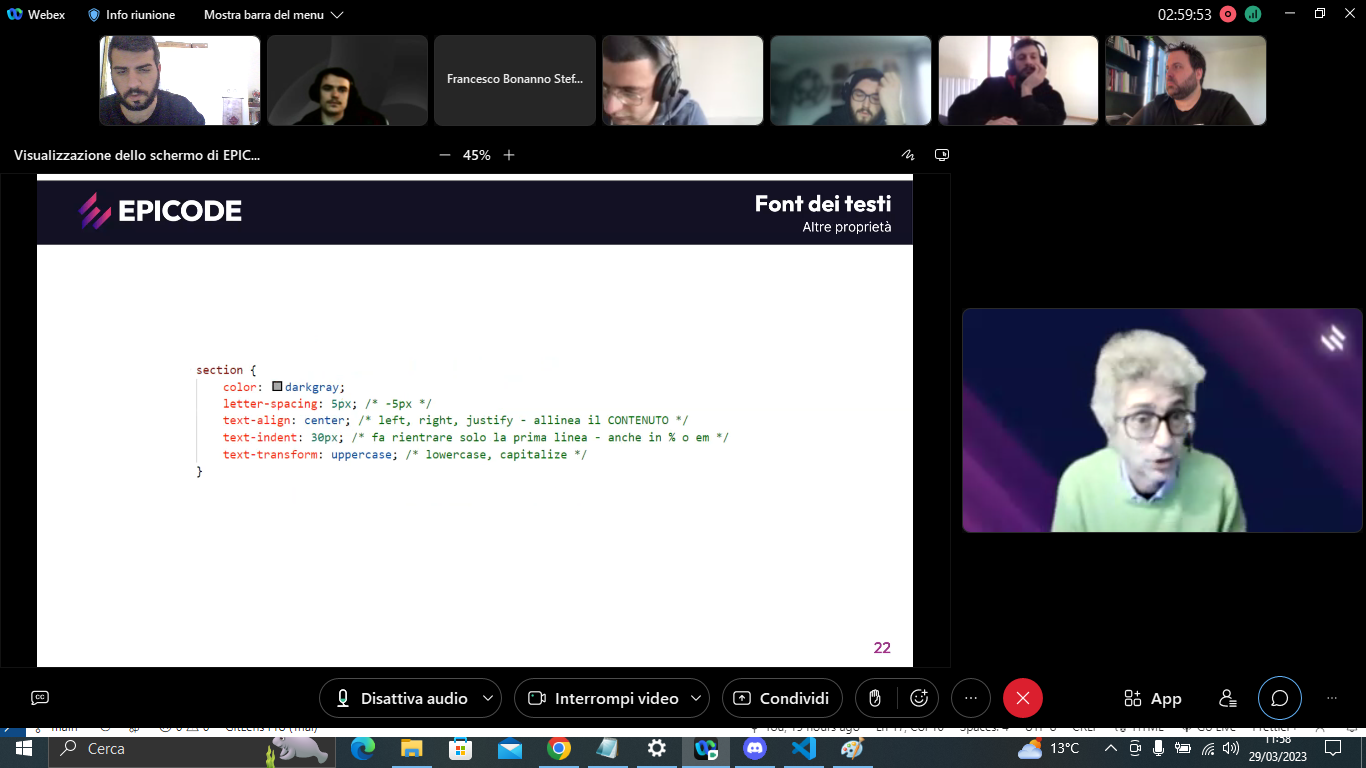 Webex
Info riunione
Mostra barra del menu
02:59:53
Francesco Bonanno Stef...
Visualizzazione dello schermo di EPIC...
45%
EPICODE
Font dei testi
Altre proprietà
section {
color: darkgray;
letter-spacing: 5px; /* -5px */
text-align: center; /* left, right, justify - allinea il CONTENUTO */
text-indent: 30px; /* fa rientrare solo la prima linea - anche in % o em */
text-transform: uppercase; /* lowercase, capitalize */
}
22
CC
Disattiva audio
Interrompi video
Condividi
App
Cerca
13°C
11:58
29/03/2023